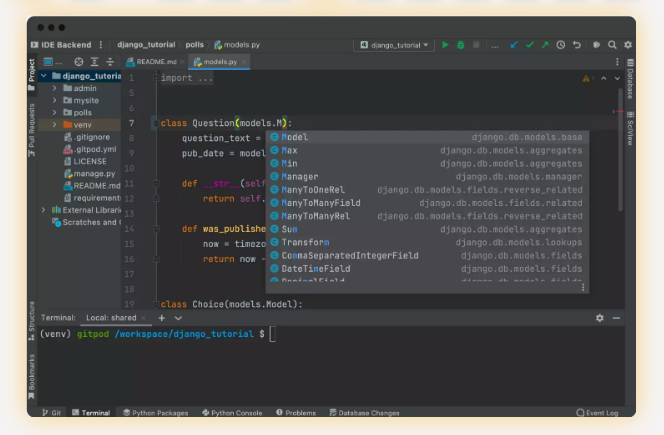 IDE Backend
django_tutorial polls models.py
django_tutorial
...
Project
README.md
models.py
django_tutoria
admin
mysite
polls
venv
.gitignore
.gitpod.yml
LICENSE
manage.py
README.md
requirement
External Librari
Scratches and
Pull Requests
Structure
Bookmarks
Database
SciView
1 import ...
5
6
7 class Question(models.M):
8 question_text =
9 pub_date = model
10
11 def __str__(self
12 return self.
13
14 def was_publishe
15 now = timezo
16 return now -
17
18
19 class Choice(models.Model):
Model django.db.models.base
Max django.db.models.aggregates
Min django.db.models.aggregates
Manager django.db.models.manager
ManyToOneRel django.db.models.fields.reverse_related
ManyToManyField django.db.models.fields.related
ManyToManyRel django.db.models.fields.reverse_related
Sum django.db.models.aggregates
Transform django.db.models.lookups
CommaSeparatedIntegerField django.db.models.fields
DateTimeField django.db.models.fields
Terminal: Local: shared
(venv) gitpod /workspace/django_tutorial $
Git Terminal Python Packages Python Console Problems Database Changes Event Log